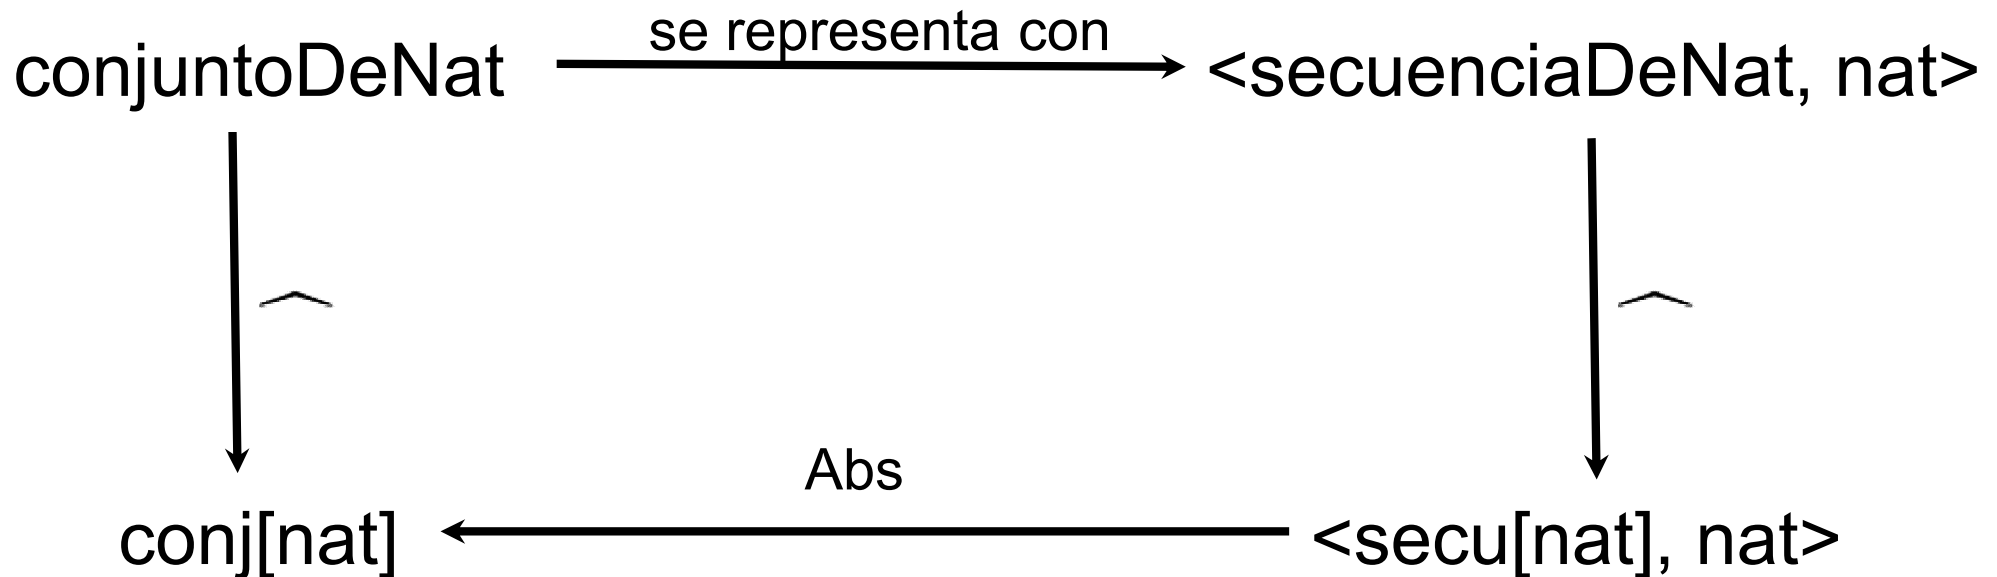 se representa con
conjuntoDeNat <secuenciaDeNat, nat>
Abs
conj[nat] <secu[nat], nat>